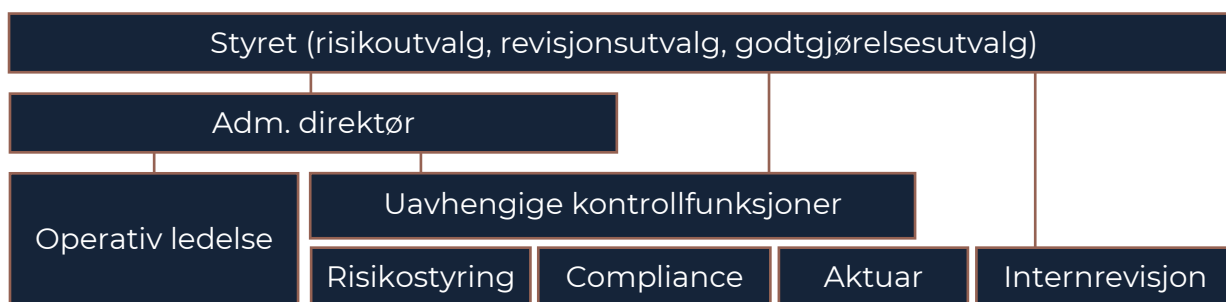 Styret (risikoutvalg, revisjonsutvalg, godtgjørelsesutvalg)
Adm. direktør
Operativ ledelse
Uavhengige kontrollfunksjoner
Risikostyring
Compliance
Aktuar
Internrevisjon